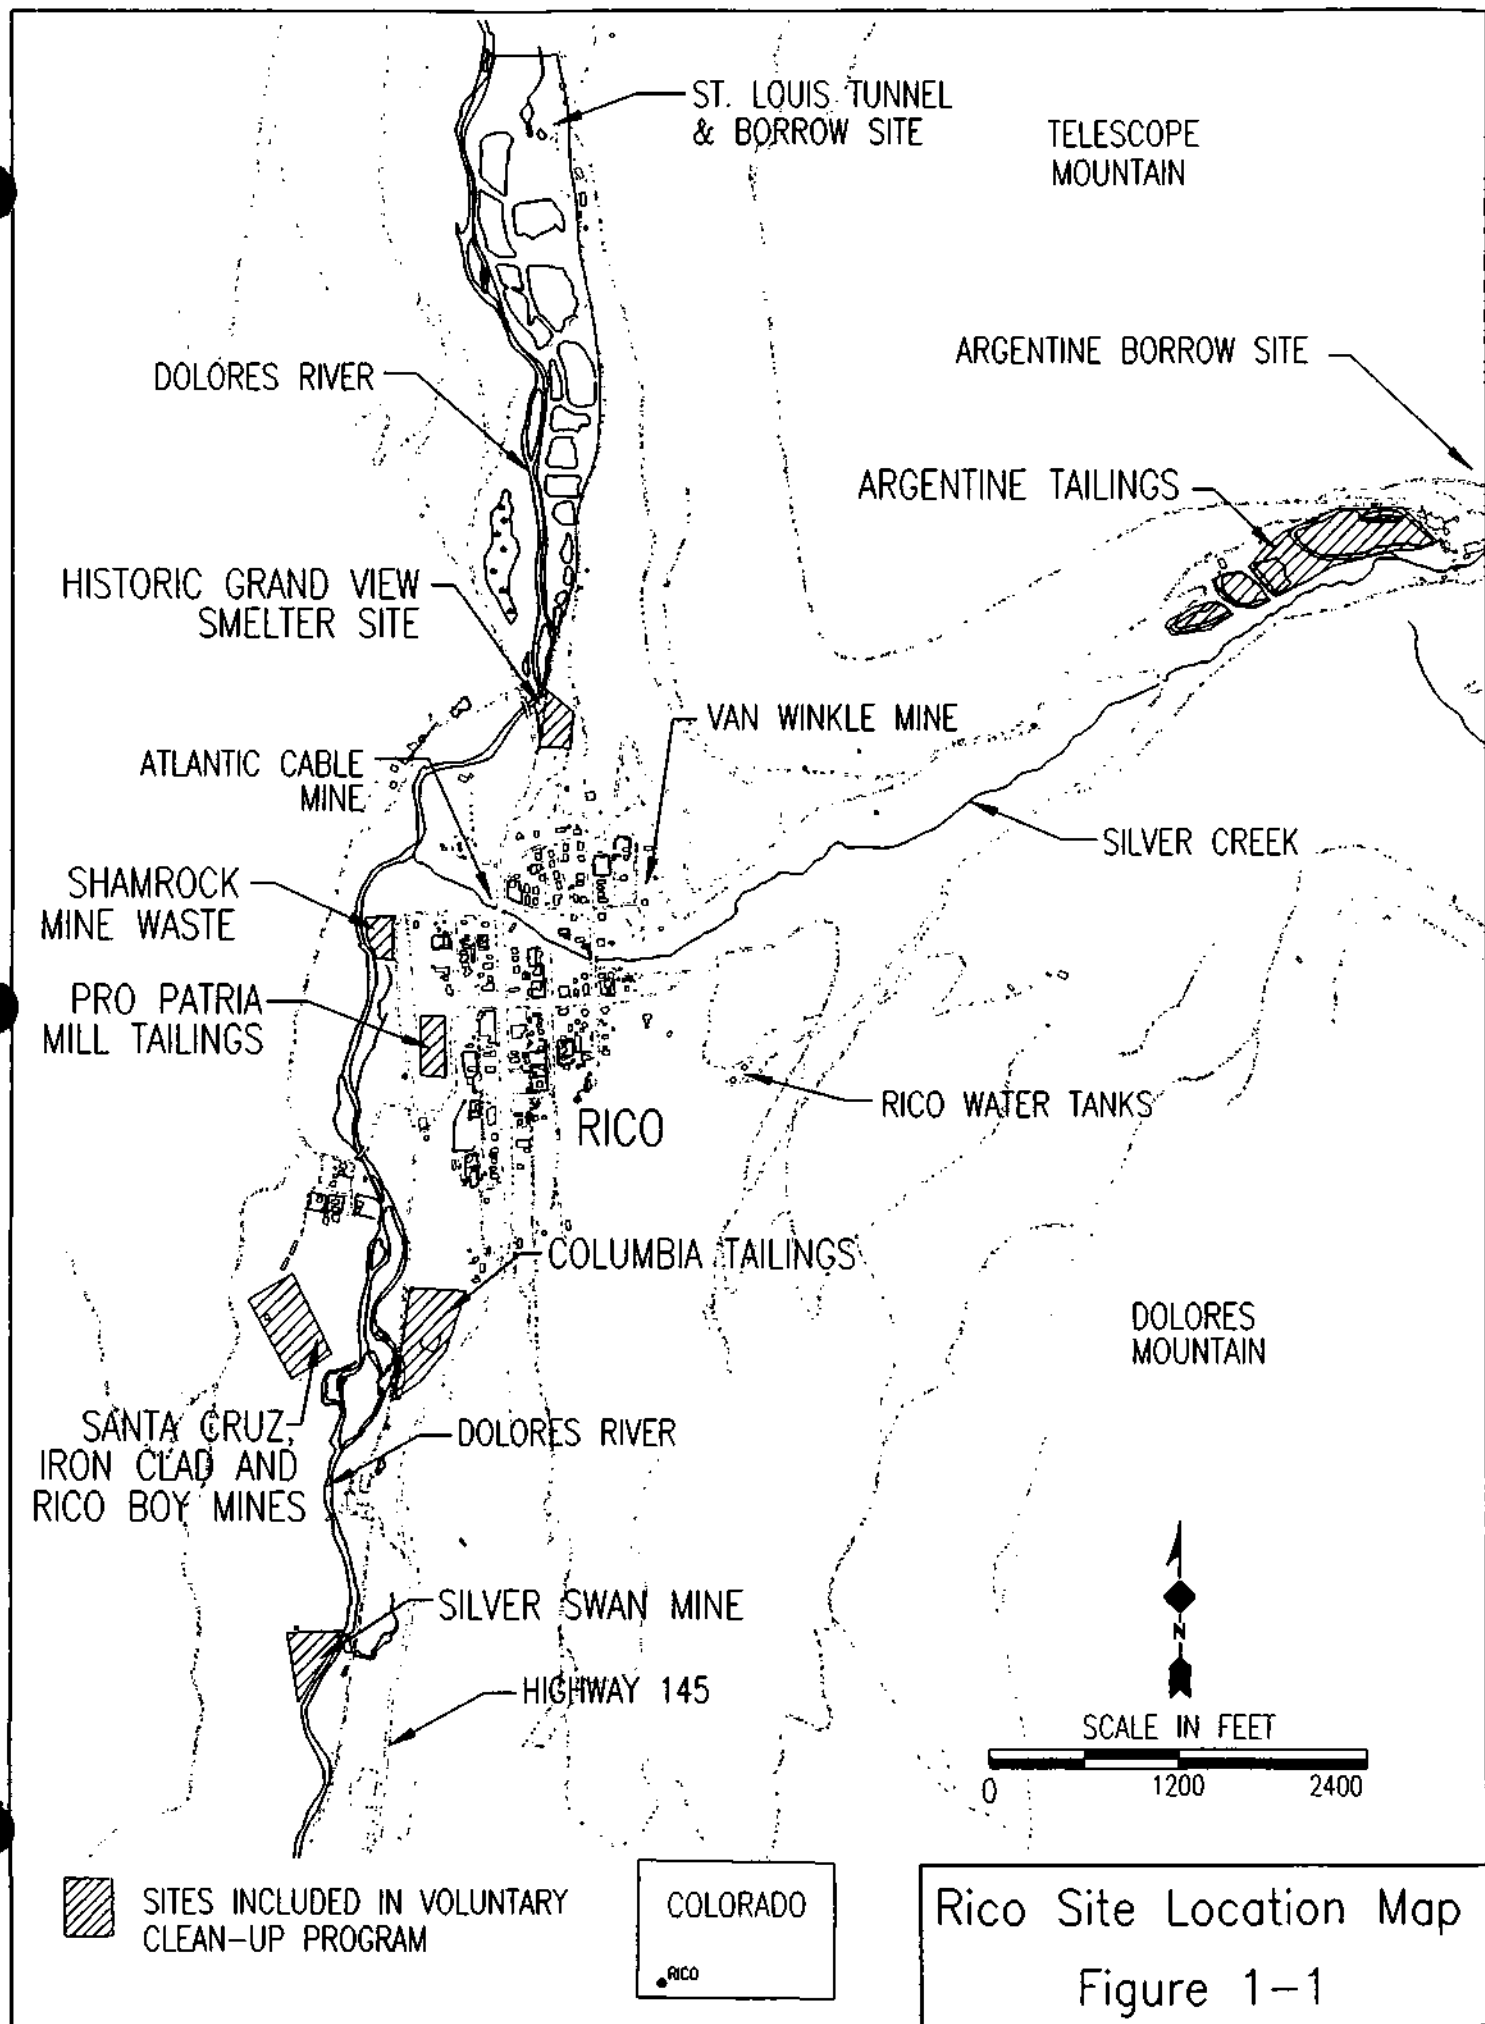 ST. LOUIS TUNNEL
& BORROW SITE
TELESCOPE
MOUNTAIN
DOLORES RIVER
ARGENTINE BORROW SITE
ARGENTINE TAILINGS
HISTORIC GRAND VIEW
SMELTER SITE
VAN WINKLE MINE
ATLANTIC CABLE
MINE
SILVER CREEK
SHAMROCK
MINE WASTE
PRO PATRIA
MILL TAILINGS
RICO WATER TANKS
RICO
COLUMBIA TAILINGS
DOLORES
MOUNTAIN
SANTA CRUZ,
IRON CLAD AND
RICO BOY MINES
DOLORES RIVER
SILVER SWAN MINE
HIGHWAY 145
N
SCALE IN FEET
0 1200 2400
SITES INCLUDED IN VOLUNTARY
CLEAN-UP PROGRAM
COLORADO
RICO
Rico Site Location Map
Figure 1-1